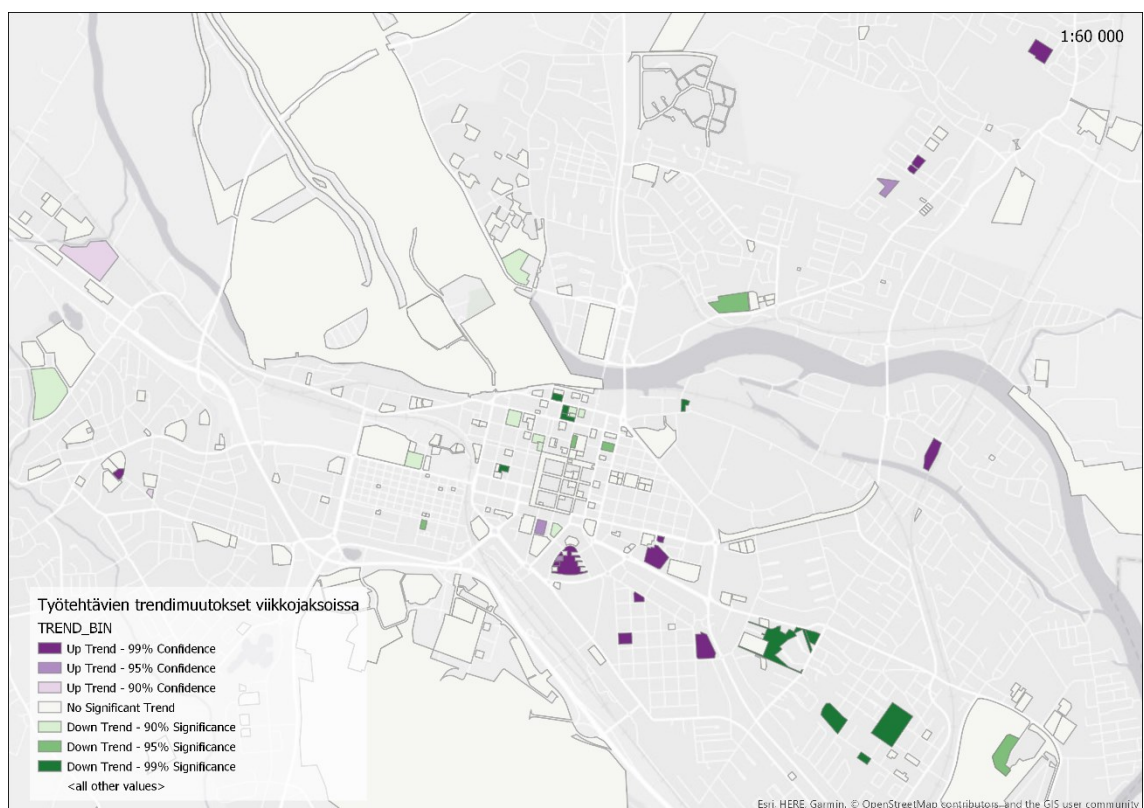 1:60 000
Työtehtävien trendimuutokset viikkojaksoissa
TREND_BIN
Up Trend - 99% Confidence
Up Trend - 95% Confidence
Up Trend - 90% Confidence
No Significant Trend
Down Trend - 90% Significance
Down Trend - 95% Significance
Down Trend - 99% Significance
<all other values>
Esri, HERE, Garmin, © OpenStreetMap contributors, and the GIS user community